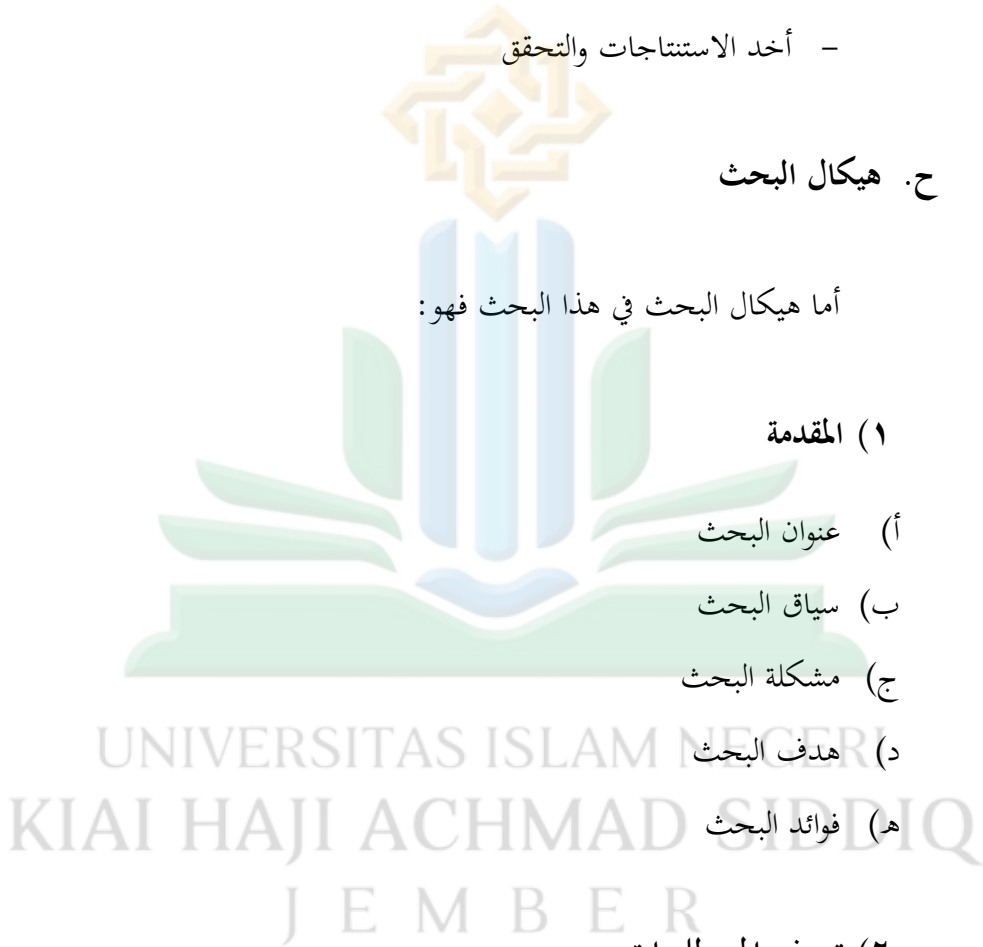 - أخد الاستنتاجات والتحقق
ح. هيكال البحث
أما هيكال البحث في هذا البحث فهو:
١) المقدمة
أ) عنوان البحث
ب) سياق البحث
ج) مشكلة البحث
د) هدف البحث
ه) فوائد البحث
UNIVERSITAS ISLAM NEGERI
KIAI HAJI ACHMAD SIDDIQ
JEMBER